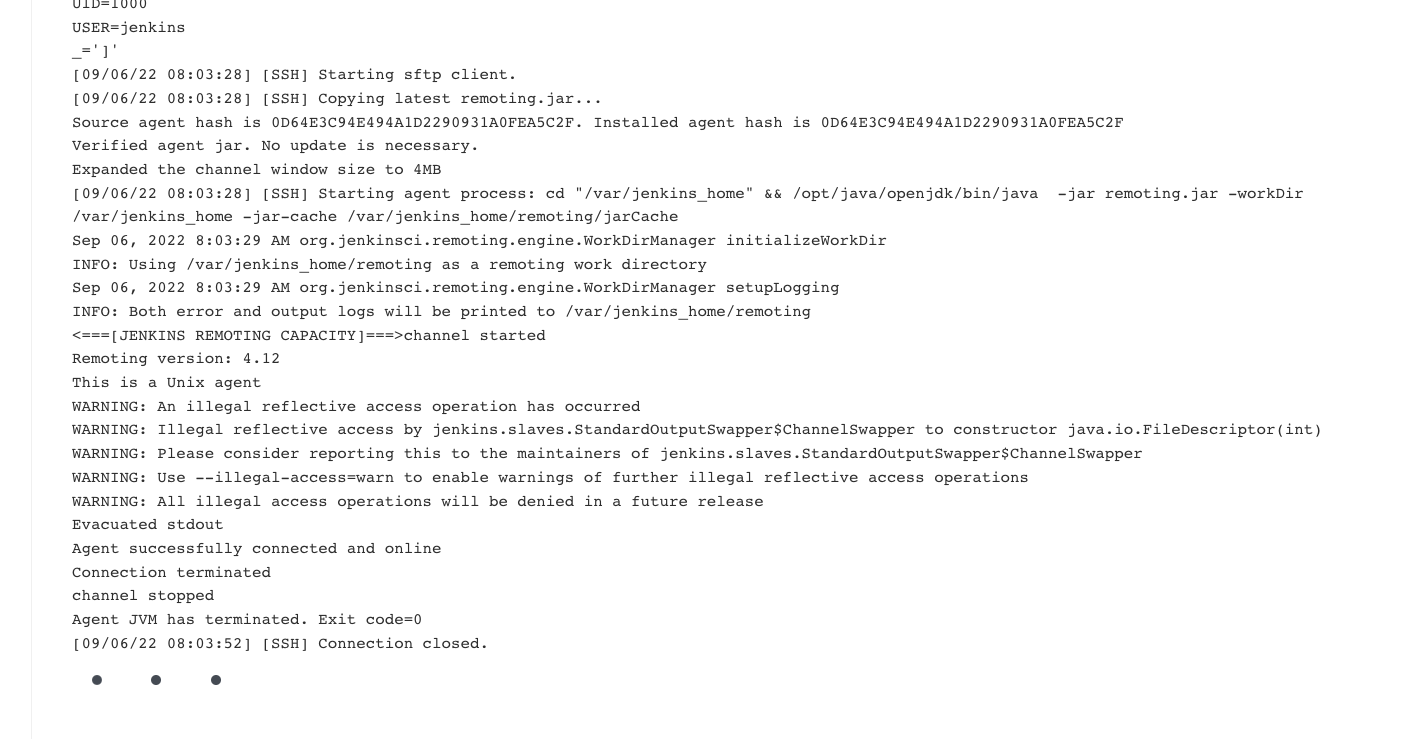 UID=1000
USER=jenkins
_=']'
[09/06/22 08:03:28] [SSH] Starting sftp client.
[09/06/22 08:03:28] [SSH] Copying latest remoting.jar...
Source agent hash is 0D64E3C94E494A1D2290931A0FEA5C2F. Installed agent hash is 0D64E3C94E494A1D2290931A0FEA5C2F
Verified agent jar. No update is necessary.
Expanded the channel window size to 4MB
[09/06/22 08:03:28] [SSH] Starting agent process: cd "/var/jenkins_home" && /opt/java/openjdk/bin/java  -jar remoting.jar -workDir
/var/jenkins_home -jar-cache /var/jenkins_home/remoting/jarCache
Sep 06, 2022 8:03:29 AM org.jenkinsci.remoting.engine.WorkDirManager initializeWorkDir
INFO: Using /var/jenkins_home/remoting as a remoting work directory
Sep 06, 2022 8:03:29 AM org.jenkinsci.remoting.engine.WorkDirManager setupLogging
INFO: Both error and output logs will be printed to /var/jenkins_home/remoting
<===[JENKINS REMOTING CAPACITY]===>channel started
Remoting version: 4.12
This is a Unix agent
WARNING: An illegal reflective access operation has occurred
WARNING: Illegal reflective access by jenkins.slaves.StandardOutputSwapper$ChannelSwapper to constructor java.io.FileDescriptor(int)
WARNING: Please consider reporting this to the maintainers of jenkins.slaves.StandardOutputSwapper$ChannelSwapper
WARNING: Use --illegal-access=warn to enable warnings of further illegal reflective access operations
WARNING: All illegal access operations will be denied in a future release
Evacuated stdout
Agent successfully connected and online
Connection terminated
channel stopped
Agent JVM has terminated. Exit code=0
[09/06/22 08:03:52] [SSH] Connection closed.